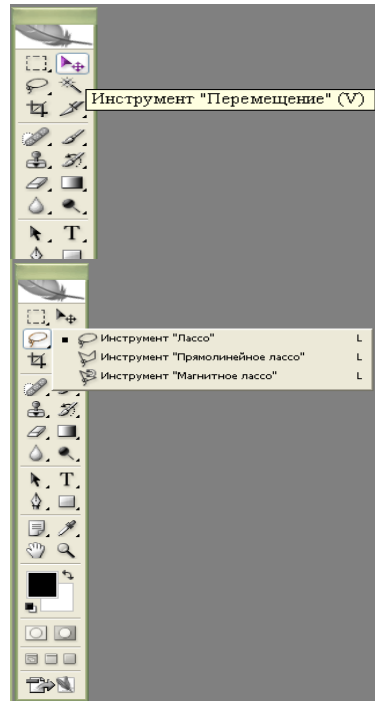 Инструмент "Перемещение" (V)
T
Инструмент "Лассо" L
Инструмент "Прямолинейное лассо" L
Инструмент "Магнитное лассо" L
T